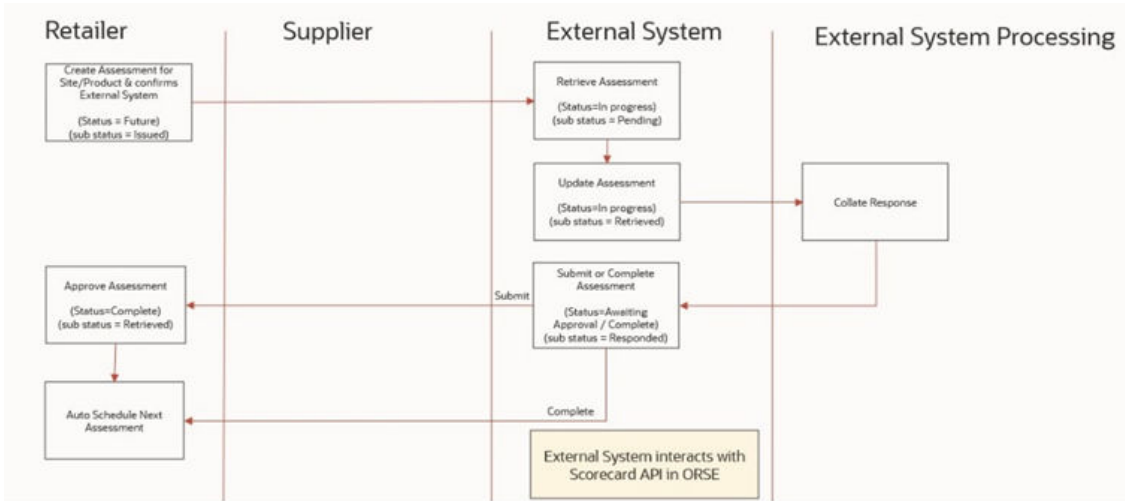 Retailer
Supplier
External System
External System Processing
Create Assessment for
Site/Product & confirms
External System
(Status = Future)
(sub status = Issued)
Retrieve Assessment
(Status=In progress)
(sub status = Pending)
Update Assessment
(Status=In progress)
(sub status = Retrieved)
Collate Response
Submit or Complete
Assessment
(Status=Awaiting
Approval / Complete)
(sub status = Responded)
Submit
Approve Assessment
(Status=Complete)
(sub status = Retrieved)
Auto Schedule Next
Assessment
Complete
External System interacts with
Scorecard API in ORSE